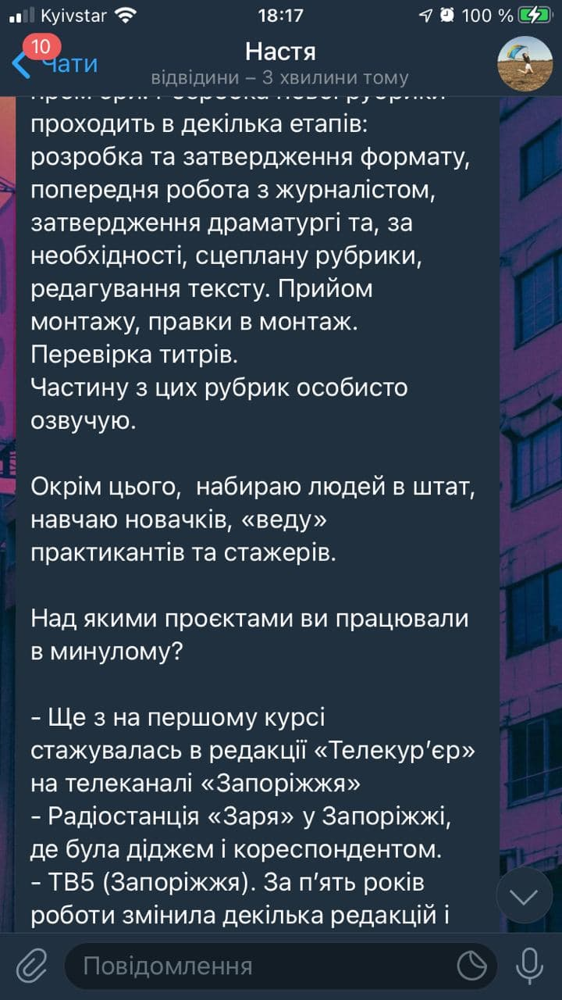 Kyivstar 18:17 100 %
10
Чати
Настя
відвідини – 3 хвилини тому
проходить в декілька етапів:
розробка та затвердження формату,
попередня робота з журналістом,
затвердження драматургі та, за
необхідності, сцеплану рубрики,
редагування тексту. Прийом
монтажу, правки в монтаж.
Перевірка титрів.
Частину з цих рубрик особисто
озвучую.
Окрім цього,  набираю людей в штат,
навчаю новачків, «веду»
практикантів та стажерів.
Над якими проєктами ви працювали
в минулому?
- Ще з на першому курсі
стажувалась в редакції «Телекур’єр»
на телеканалі «Запоріжжя»
- Радіостанція «Заря» у Запоріжжі,
де була діджєм і кореспондентом.
- ТВ5 (Запоріжжя). За п’ять років
роботи змінила декілька редакцій і
Повідомлення